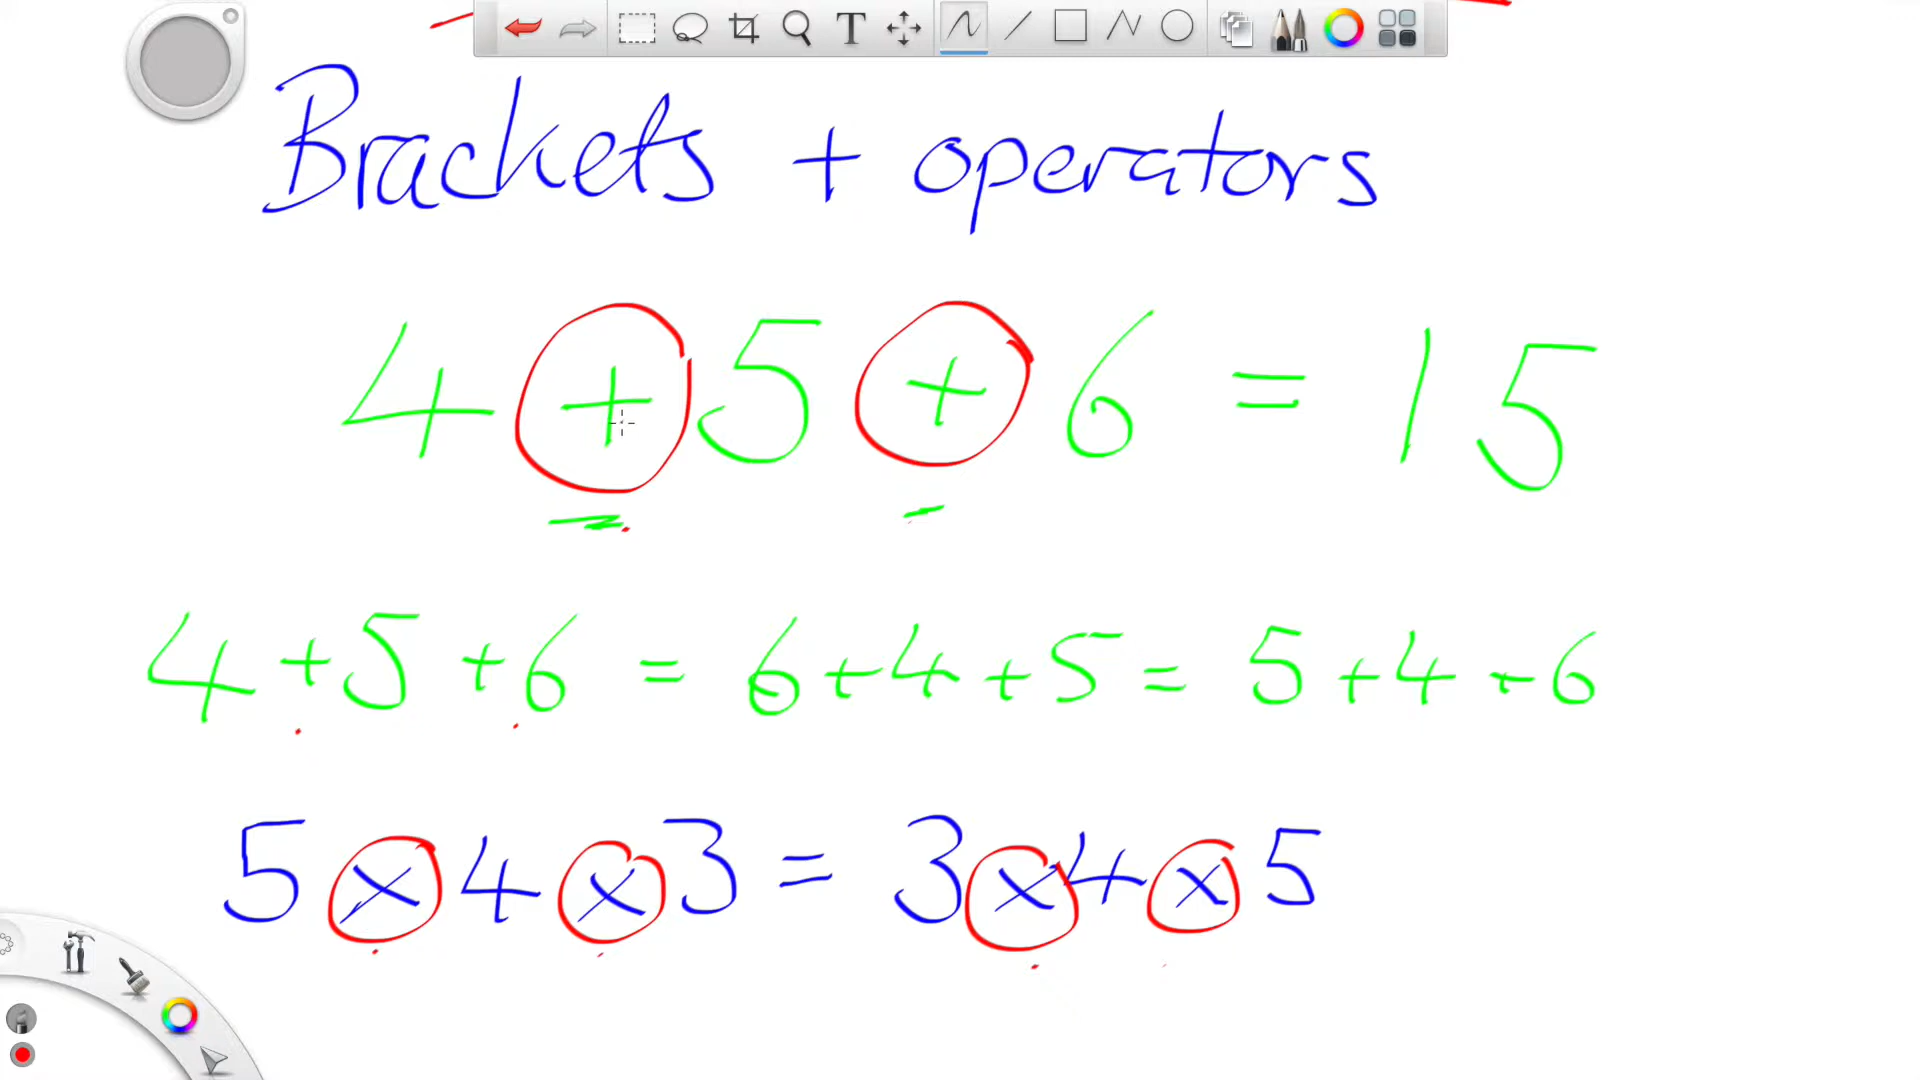 Brackets + operators
4 + 5 + 6 = 15
4 + 5 + 6 = 6 + 4 + 5 = 5 + 4 + 6
5 × 4 × 3 = 3 × 4 × 5